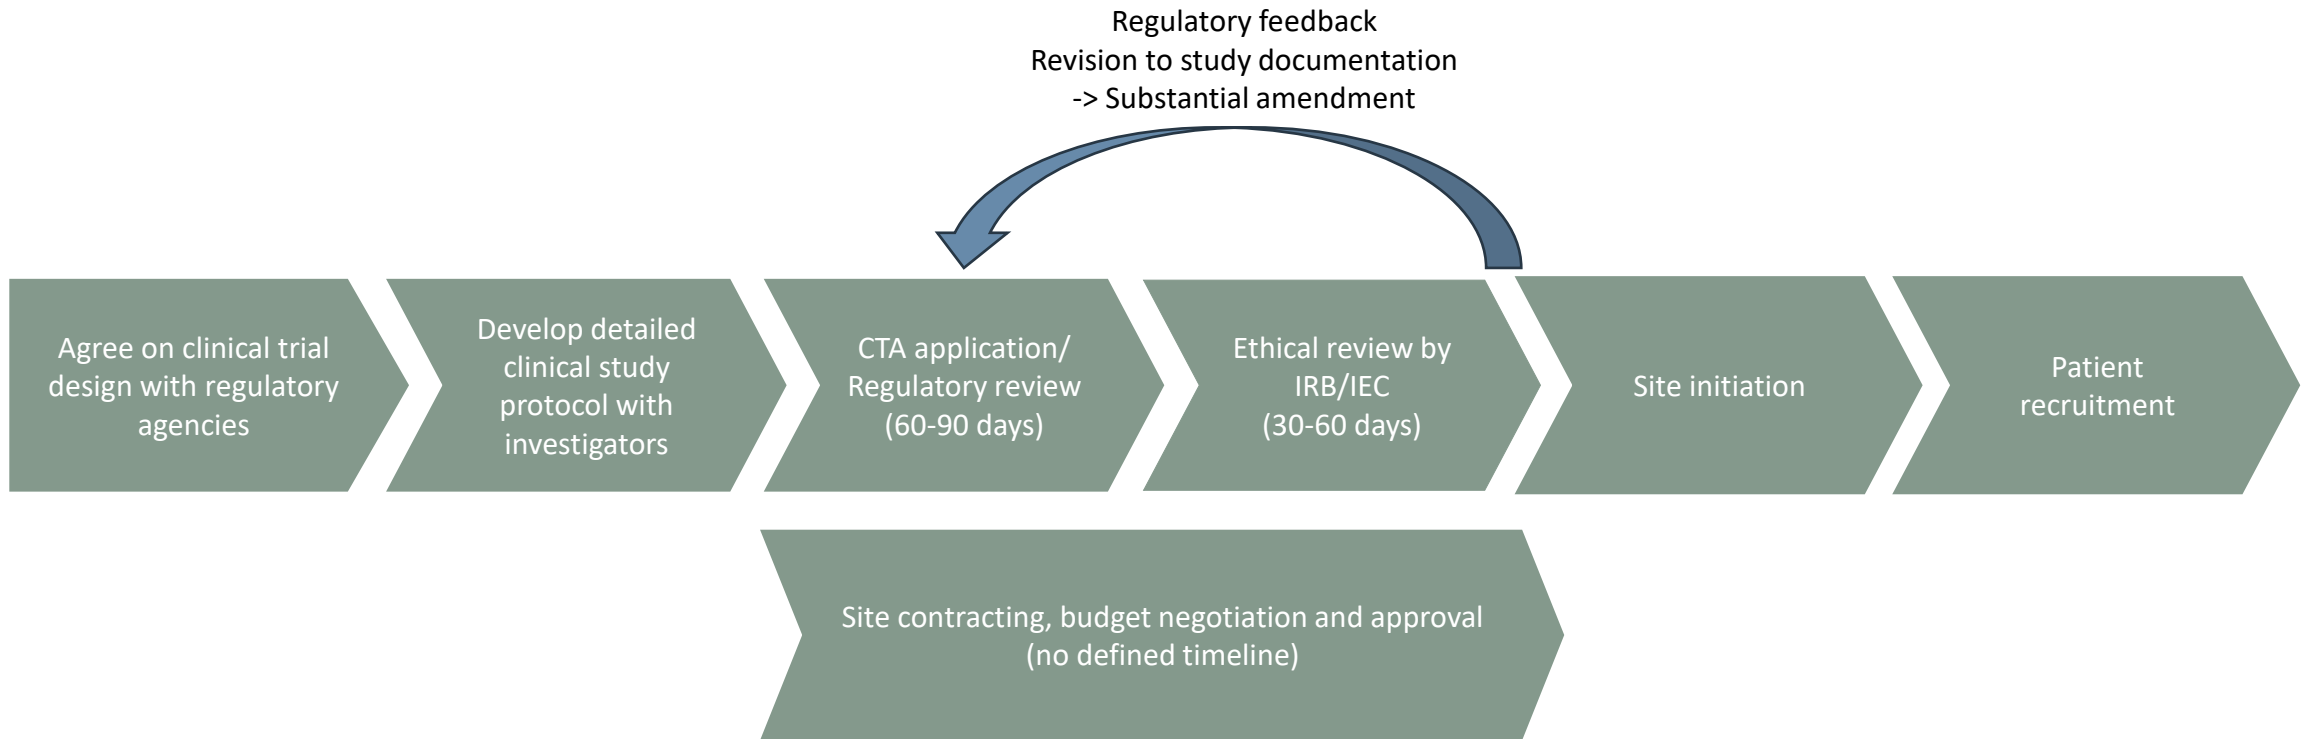 Regulatory feedback
Revision to study documentation
-> Substantial amendment
Agree on clinical trial
design with regulatory
agencies
Develop detailed
clinical study
protocol with
investigators
CTA application/
Regulatory review
(60-90 days)
Ethical review by
IRB/IEC
(30-60 days)
Site initiation
Patient
recruitment
Site contracting, budget negotiation and approval
(no defined timeline)